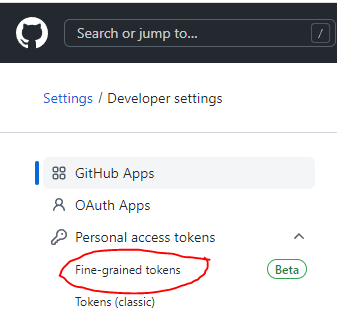 Search or jump to... /
Settings / Developer settings
GitHub Apps
OAuth Apps
Personal access tokens
Fine-grained tokens Beta
Tokens (classic)